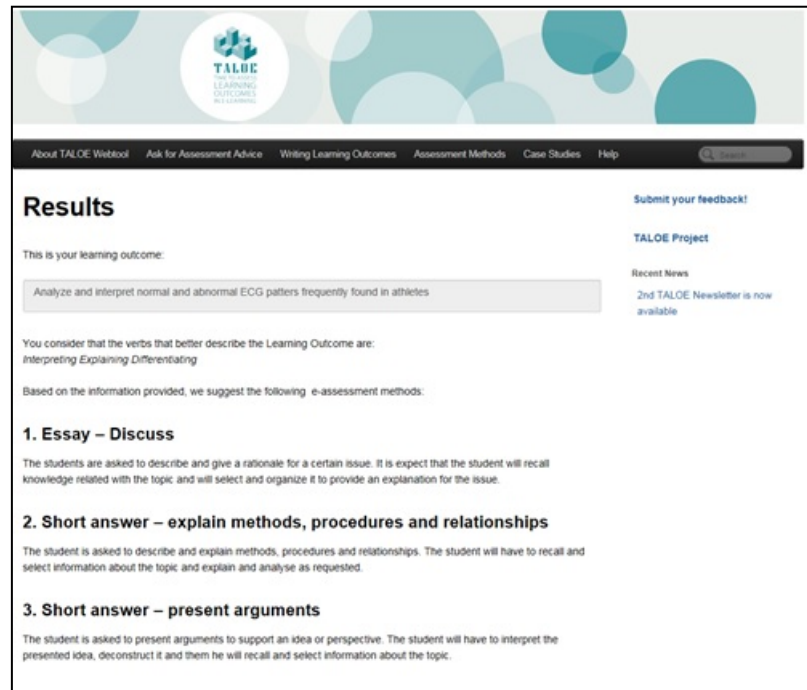 TALOE
TIME TO ASSESS
LEARNING
OUTCOMES
IN E-LEARNING
About TALOE Webtool Ask for Assessment Advice Writing Learning Outcomes Assessment Methods Case Studies Help Search
Results
Submit your feedback!
TALOE Project
This is your learning outcome:
Recent News
Analyze and interpret normal and abnormal ECG patters frequently found in athletes
2nd TALOE Newsletter is now
available
You consider that the verbs that better describe the Learning Outcome are:
Interpreting Explaining Differentiating
Based on the information provided, we suggest the following e-assessment methods:
1. Essay – Discuss
The students are asked to describe and give a rationale for a certain issue. It is expect that the student will recall
knowledge related with the topic and will select and organize it to provide an explanation for the issue.
2. Short answer – explain methods, procedures and relationships
The student is asked to describe and explain methods, procedures and relationships. The student will have to recall and
select information about the topic and explain and analyse as requested.
3. Short answer – present arguments
The student is asked to present arguments to support an idea or perspective. The student will have to interpret the
presented idea, deconstruct it and them he will recall and select information about the topic.